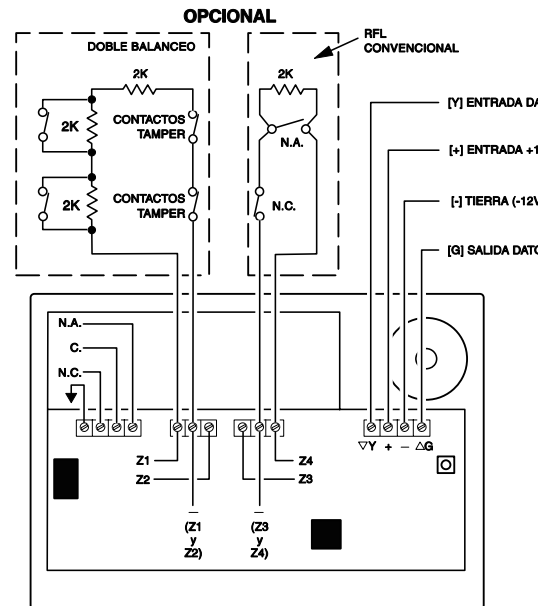 OPCIONAL
DOBLE BALANCEO
RFL
CONVENCIONAL
2K
2K
CONTACTOS
TAMPER
2K
N.A.
[Y] ENTRADA DA
[+] ENTRADA +1
CONTACTOS
TAMPER
2K
N.C.
[-] TIERRA (-12V
[G] SALIDA DATO
N.A.
C.
N.C.
▽Y + – △G
Z1
Z2
Z4
Z3
–
(Z1
y
Z2)
–
(Z3
y
Z4)